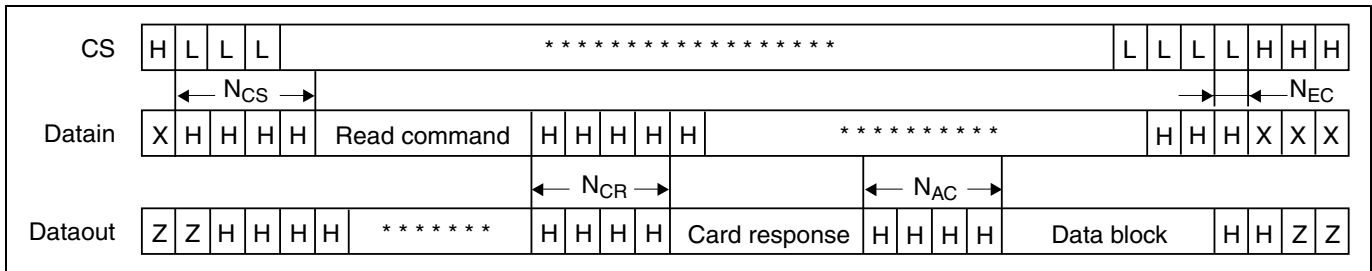 CS H L L L * * * * * * * * * * * * * * * * * * L L L L H H H
N_CS N_EC
Datain X H H H H Read command H H H H H * * * * * * * * * * H H H X X X
N_CR N_AC
Dataout Z Z H H H H * * * * * * * H H H H Card response H H H H Data block H H Z Z